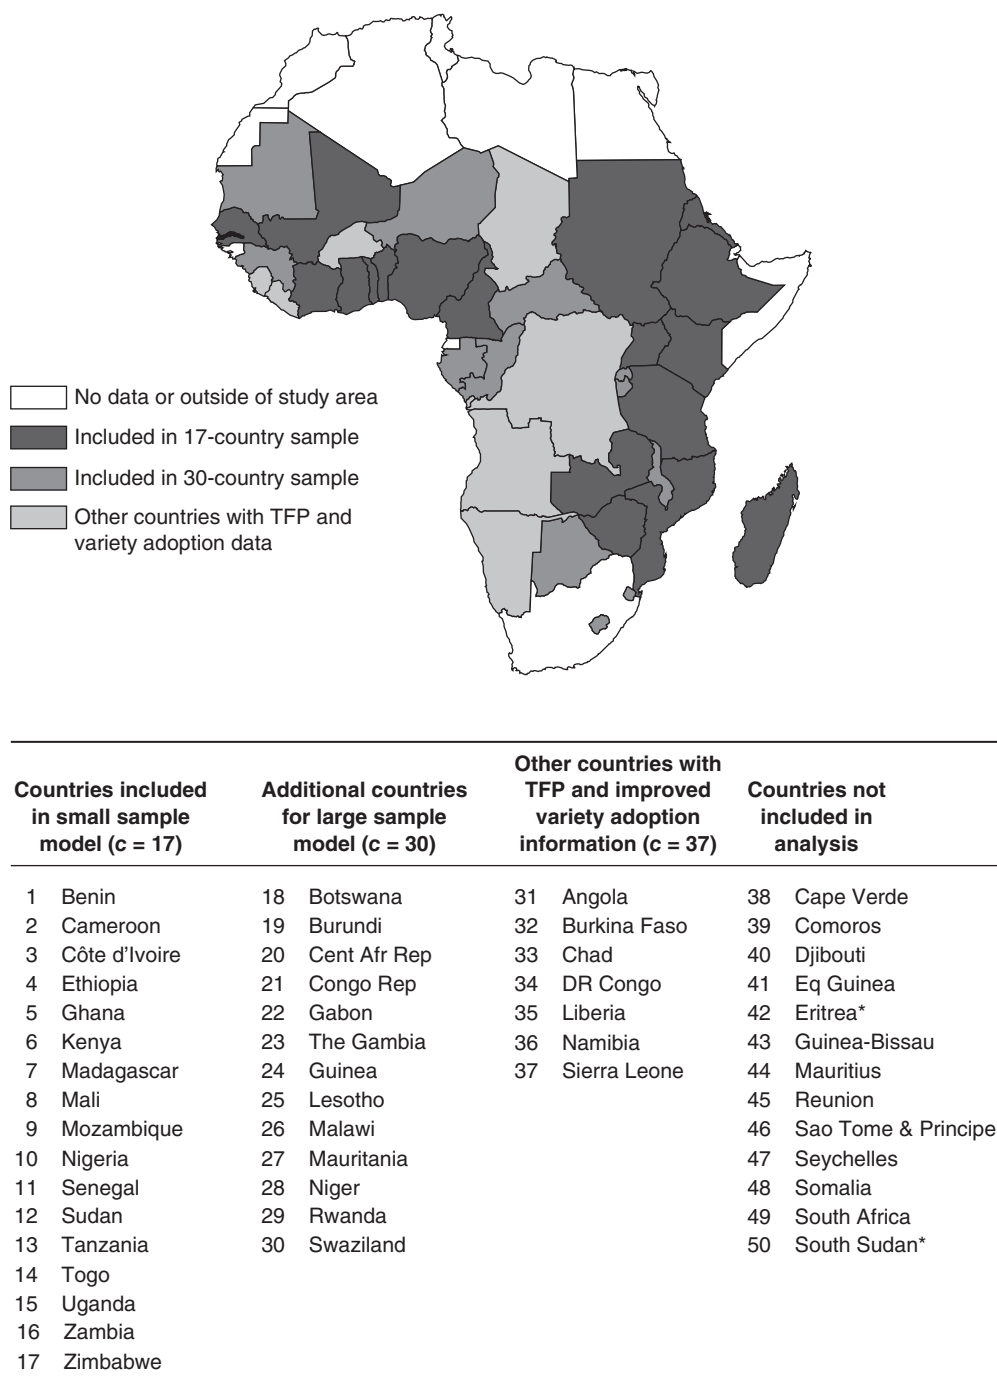 No data or outside of study area
Included in 17-country sample
Included in 30-country sample
Other countries with TFP and
variety adoption data
Countries included
in small sample
model (c = 17)
Additional countries
for large sample
model (c = 30)
Other countries with
TFP and improved
variety adoption
information (c = 37)
Countries not
included in
analysis
1 Benin 18 Botswana 31 Angola 38 Cape Verde
2 Cameroon 19 Burundi 32 Burkina Faso 39 Comoros
3 Côte d’Ivoire 20 Cent Afr Rep 33 Chad 40 Djibouti
4 Ethiopia 21 Congo Rep 34 DR Congo 41 Eq Guinea
5 Ghana 22 Gabon 35 Liberia 42 Eritrea*
6 Kenya 23 The Gambia 36 Namibia 43 Guinea-Bissau
7 Madagascar 24 Guinea 37 Sierra Leone 44 Mauritius
8 Mali 25 Lesotho 45 Reunion
9 Mozambique 26 Malawi 46 Sao Tome & Principe
10 Nigeria 27 Mauritania 47 Seychelles
11 Senegal 28 Niger 48 Somalia
12 Sudan 29 Rwanda 49 South Africa
13 Tanzania 30 Swaziland 50 South Sudan*
14 Togo
15 Uganda
16 Zambia
17 Zimbabwe